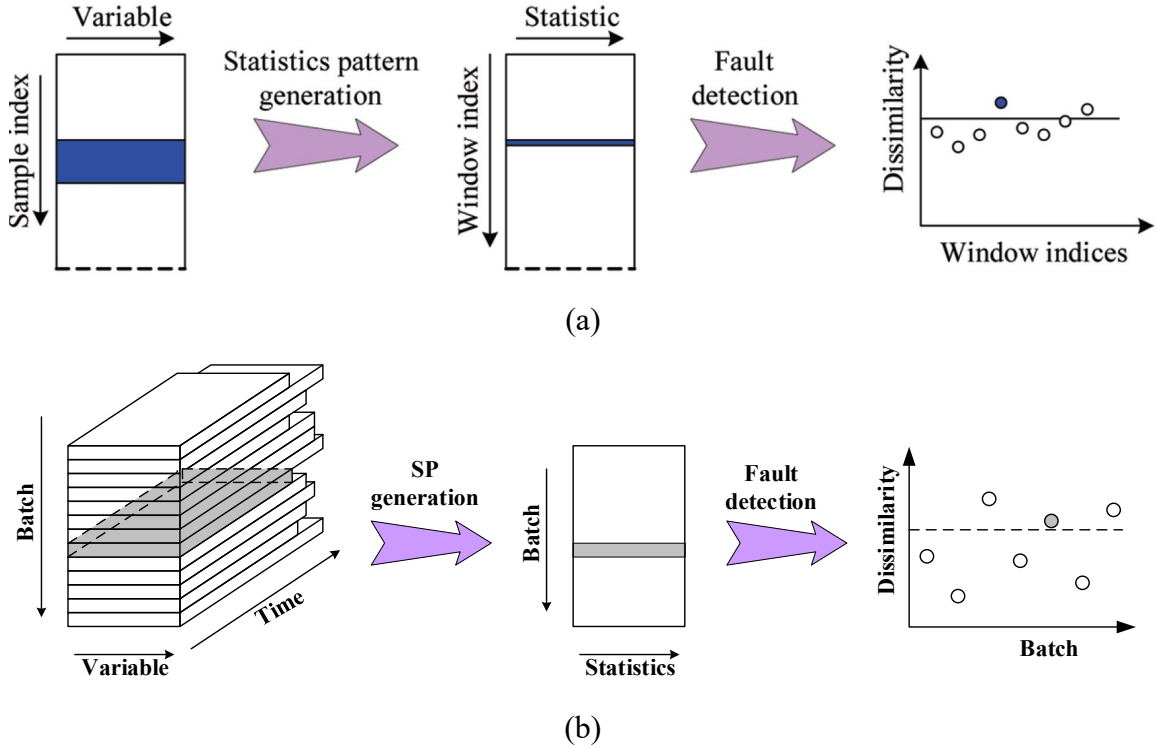 Variable
Sample index
Statistics pattern
generation
Statistic
Window index
Fault
detection
Dissimilarity
Window indices
(a)
Batch
Variable
Time
SP
generation
Batch
Statistics
Fault
detection
Dissimilarity
Batch
(b)